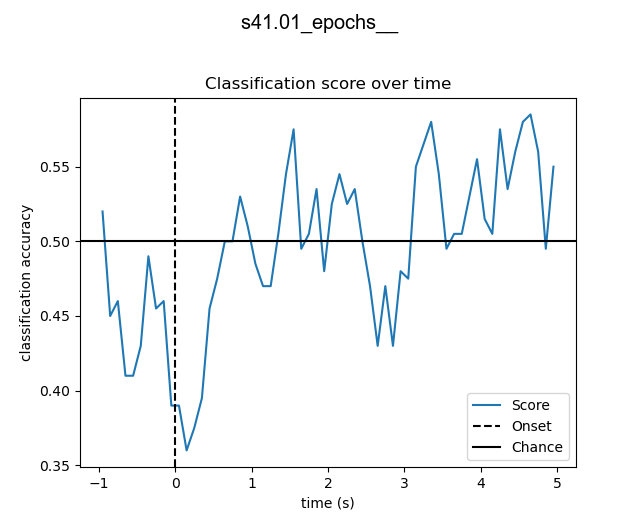 s41.01_epochs__
Classification score over time
classification accuracy
0.55
0.50
0.45
0.40
0.35
−1
0
1
2
3
4
5
time (s)
Score
Onset
Chance